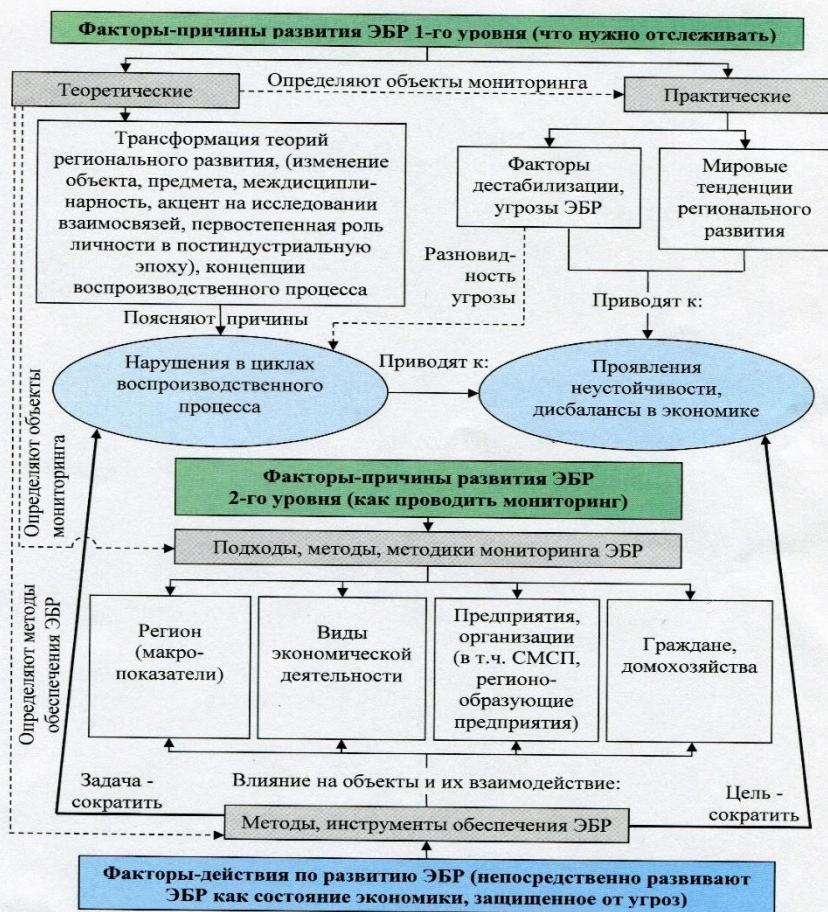 Факторы-причины развития ЭБР 1-го уровня (что нужно отслеживать)
Определяют объекты мониторинга
Теоретические
Практические
Трансформация теорий
регионального развития, (изменение
объекта, предмета, междисципли-
нарность, акцент на исследовании
взаимосвязей, первостепенная роль
личности в постиндустриальную
эпоху), концепции
воспроизводственного процесса
Факторы
дестабилизации,
угрозы ЭБР
Мировые
тенденции
регионального
развития
Разновид-
ность
угрозы
Приводят к:
Поясняют причины
Нарушения в циклах
воспроизводственного
процесса
Приводят к:
Проявления
неустойчивости,
дисбалансы в экономике
Определяют объекты
мониторинга
Факторы-причины развития ЭБР
2-го уровня (как проводить мониторинг)
Подходы, методы, методики мониторинга ЭБР
Определяют методы
обеспечения ЭБР
Регион
(макро-
показатели)
Виды
экономической
деятельности
Предприятия,
организации
(в т.ч. СМСП,
регионо-
образующие
предприятия)
Граждане,
домохозяйства
Задача -
сократить
Влияние на объекты и их взаимодействие:
Цель -
сократить
Методы, инструменты обеспечения ЭБР
Факторы-действия по развитию ЭБР (непосредственно развивают
ЭБР как состояние экономики, защищенное от угроз)